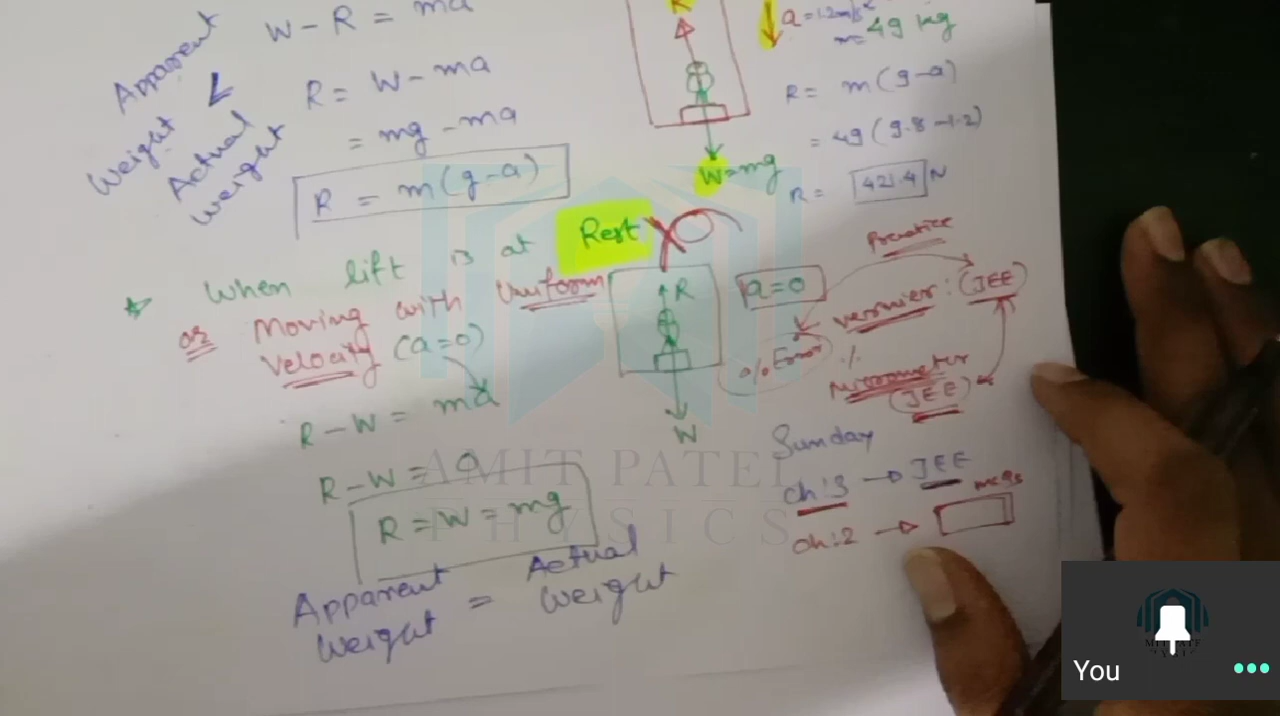 W - R = ma
R = W - ma
= mg - ma
R = m(g-a)
Apparent
Weight
<
Actual
Weight
R
a = 1.2 m/s²
m = 49 kg
W = mg
R = m(g-a)
= 49(9.8-1.2)
R = 421.4 N
When lift is at Rest
or Moving with Uniform
Velocity (a=0)
R - W = ma
R - W = 0
R = W = mg
Apparent
Weight
=
Actual
Weight
R
W
a = 0
Practice
Vernier : (JEE)
% Error %
Micrometer
(JEE)
Sunday
ch:3 → JEE
mcqs
ch:2 →
AMIT PATEL
PHYSICS
You